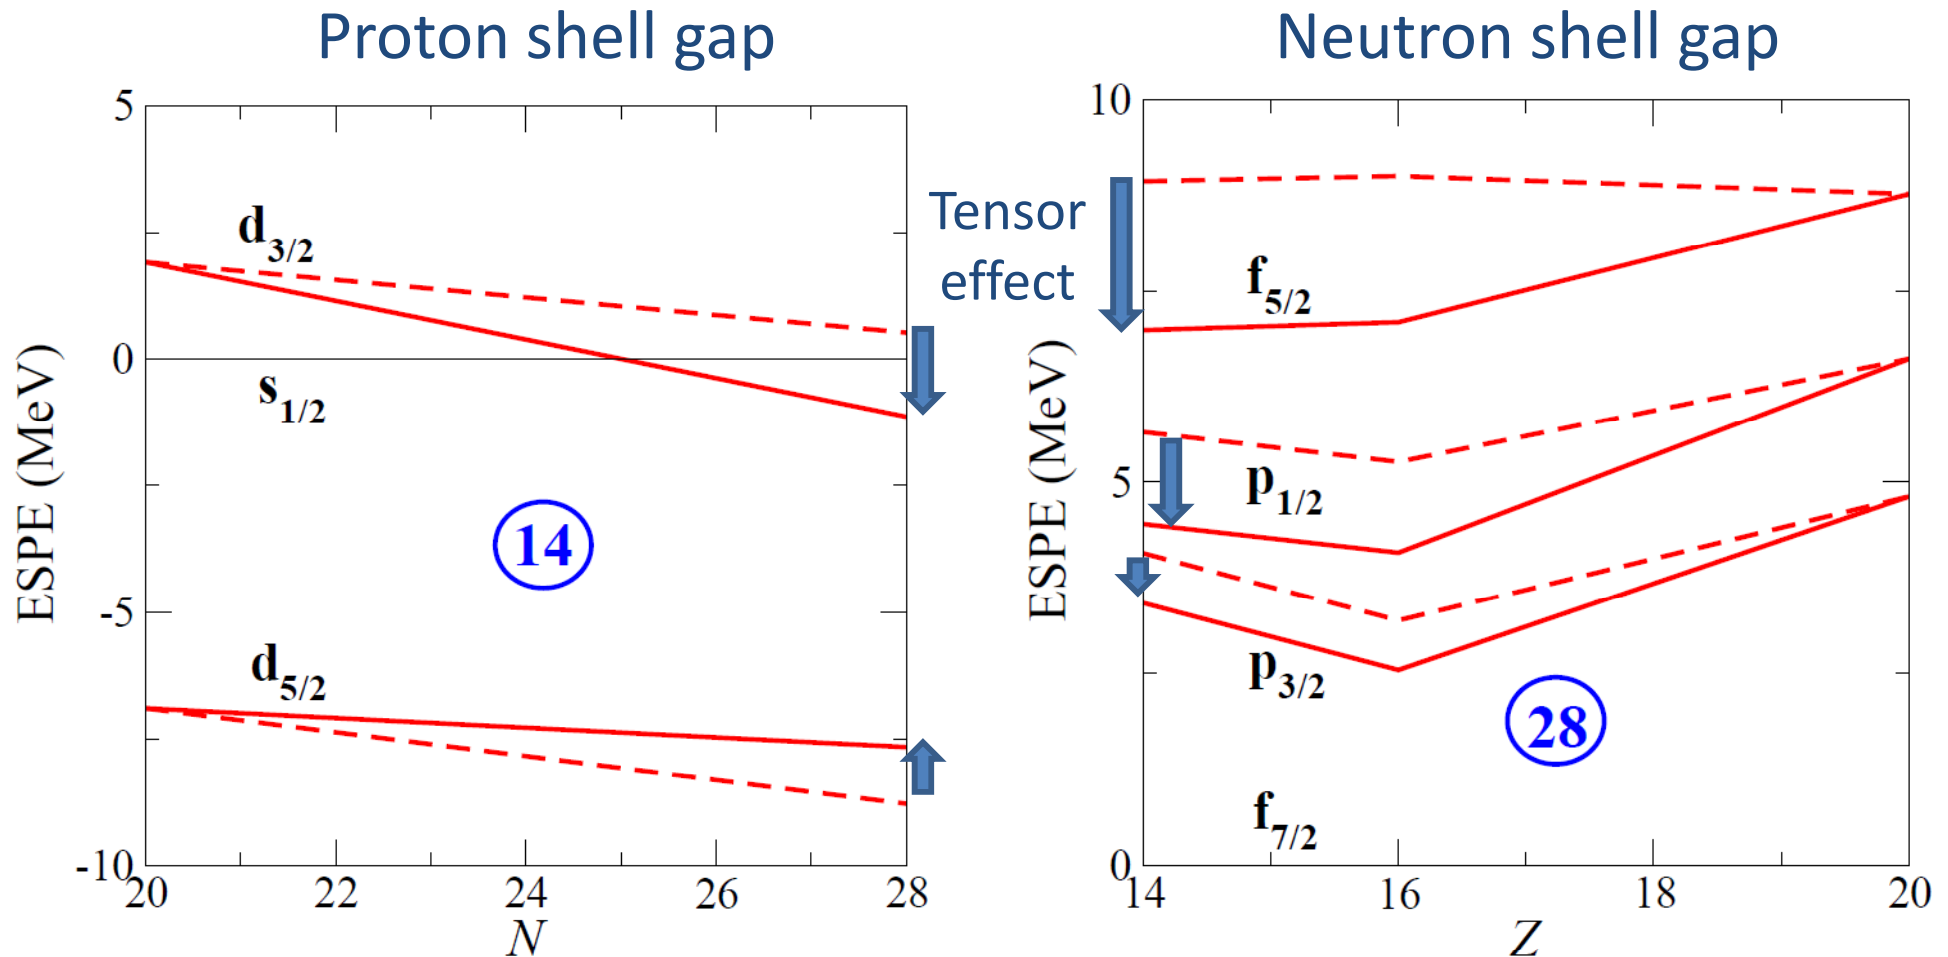 Proton shell gap
Neutron shell gap
5
0
-5
-10
20
22
24
26
28
N
ESPE (MeV)
d3/2
s1/2
14
d5/2
Tensor
effect
10
5
0
14
16
18
20
Z
ESPE (MeV)
f5/2
p1/2
p3/2
28
f7/2